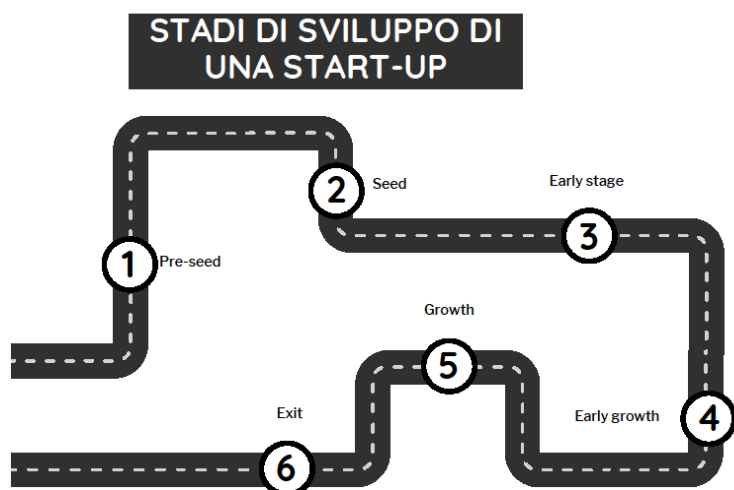 STADI DI SVILUPPO DI
UNA START-UP
1
Pre-seed
2
Seed
3
Early stage
4
Early growth
5
Growth
6
Exit